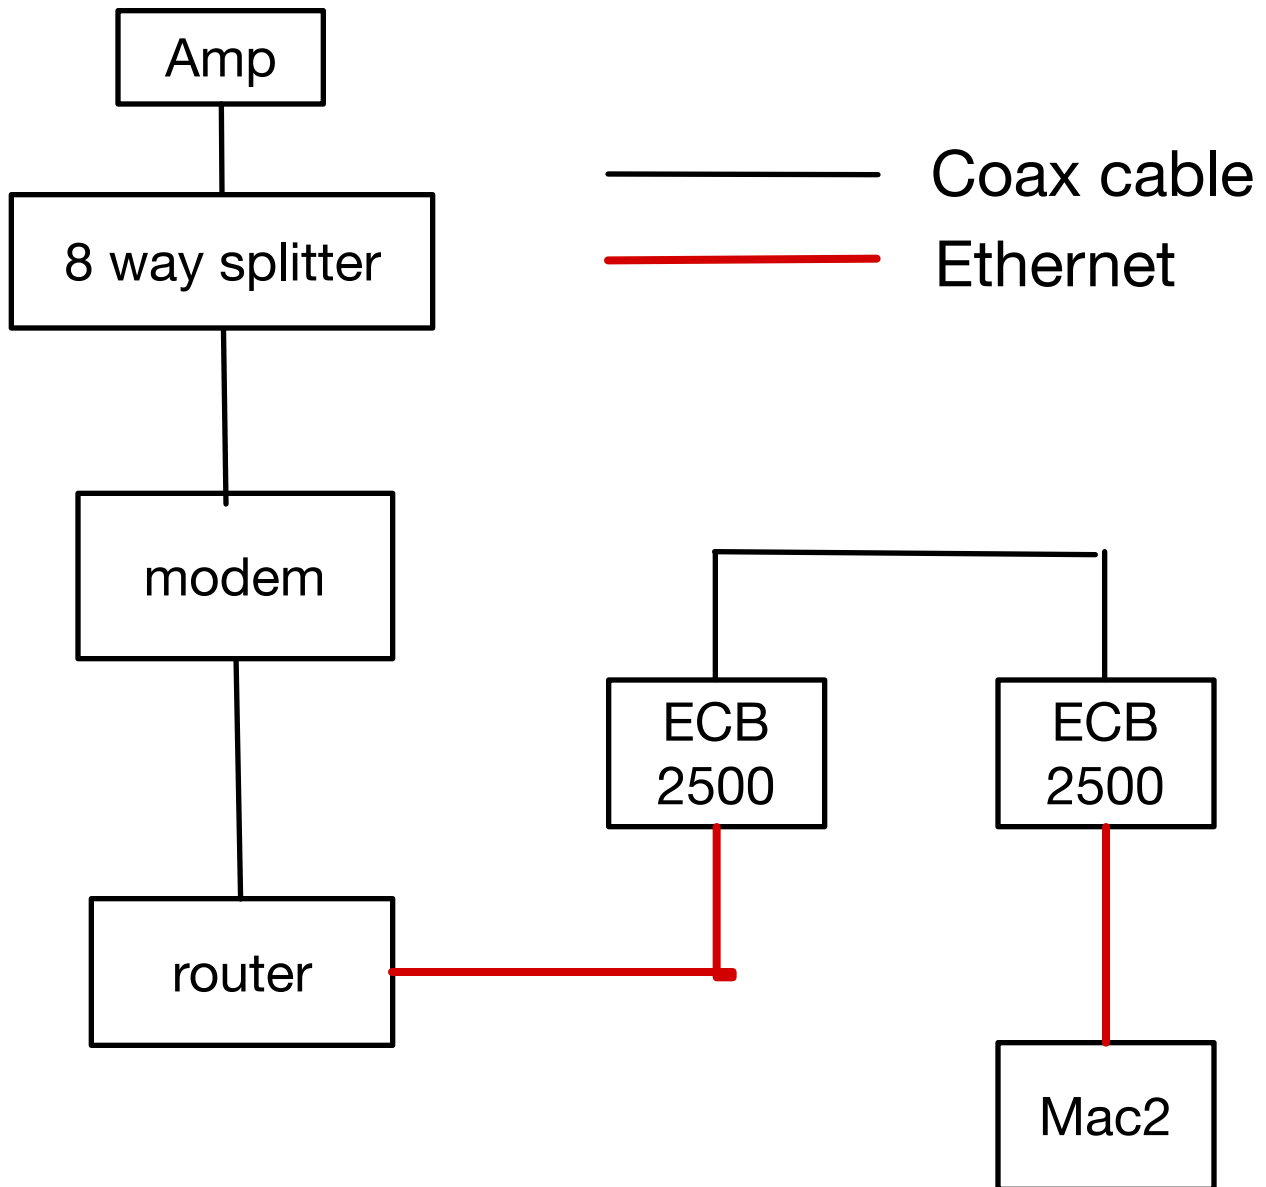 Amp
Coax cable
8 way splitter
Ethernet
modem
ECB
2500
ECB
2500
router
Mac2